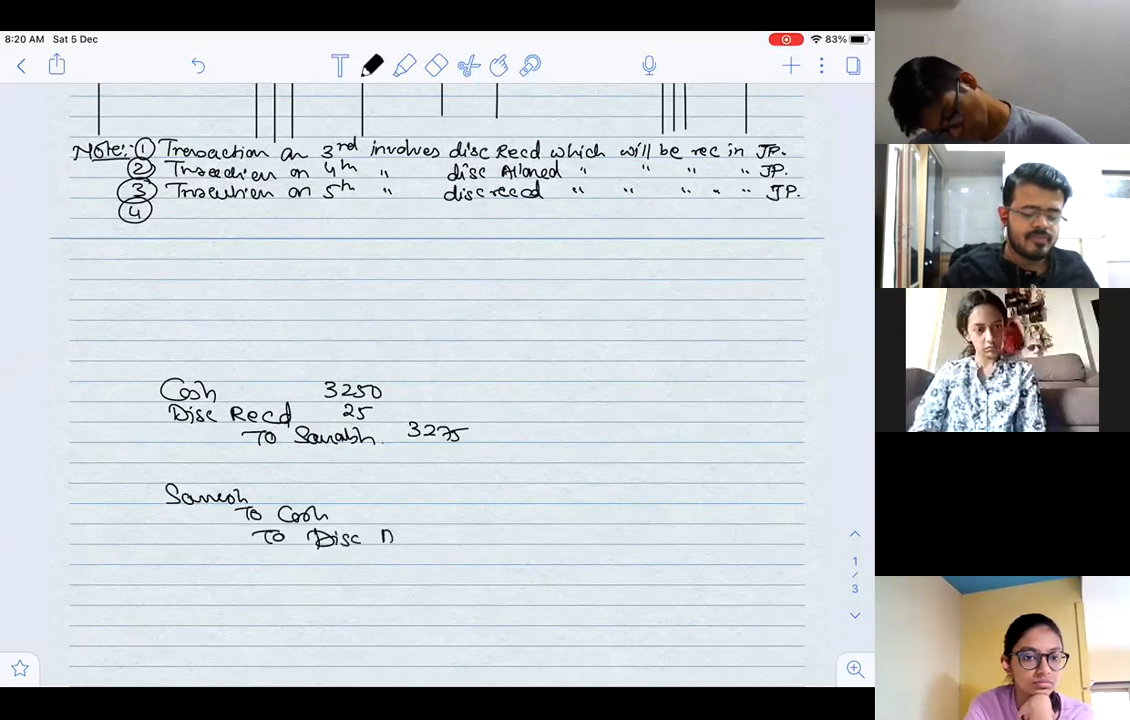 8:20 AM Sat 5 Dec 83%
Note:- ① Transaction on 3rd involves disc Recd which will be rec in JP.
② Transaction on 4th " disc Allowed " " " " JP.
③ Transaction on 5th " disc recd " " " " " JP.
④
Cash 3250
Disc Recd 25
To Saurabh. 3275
To Cash
To Disc
1
/
3